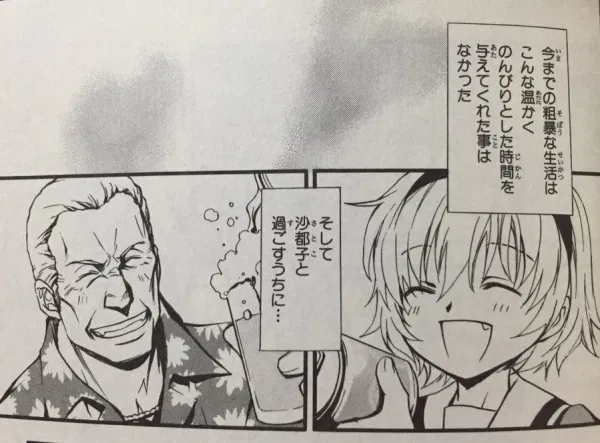 今までの粗暴な生活は
こんな温かく
のんびりとした時間を
与えてくれた事は
なかった
そして
沙都子と
過ごすうちに…